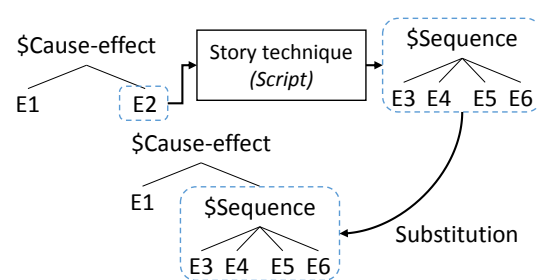 $Cause-effect
E1
E2
Story technique
(Script)
$Sequence
E3 E4 E5 E6
$Cause-effect
E1
$Sequence
E3 E4 E5 E6
Substitution